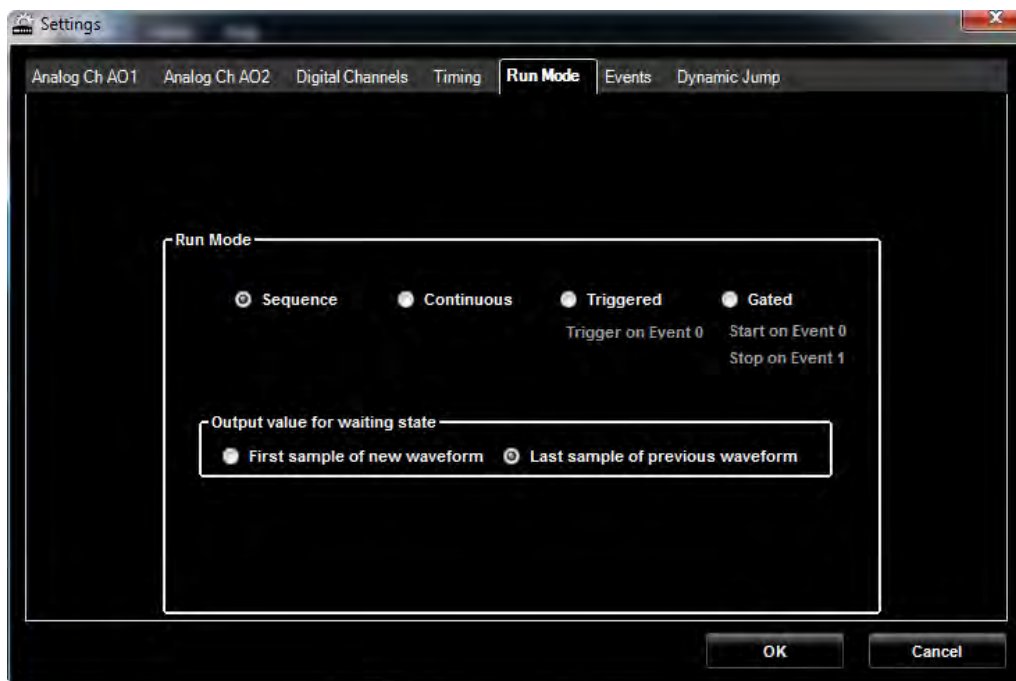 Settings
Analog Ch AO1 Analog Ch AO2 Digital Channels Timing Run Mode Events Dynamic Jump
Run Mode
Sequence Continuous Triggered Gated
Trigger on Event 0 Start on Event 0
Stop on Event 1
Output value for waiting state
First sample of new waveform Last sample of previous waveform
OK Cancel